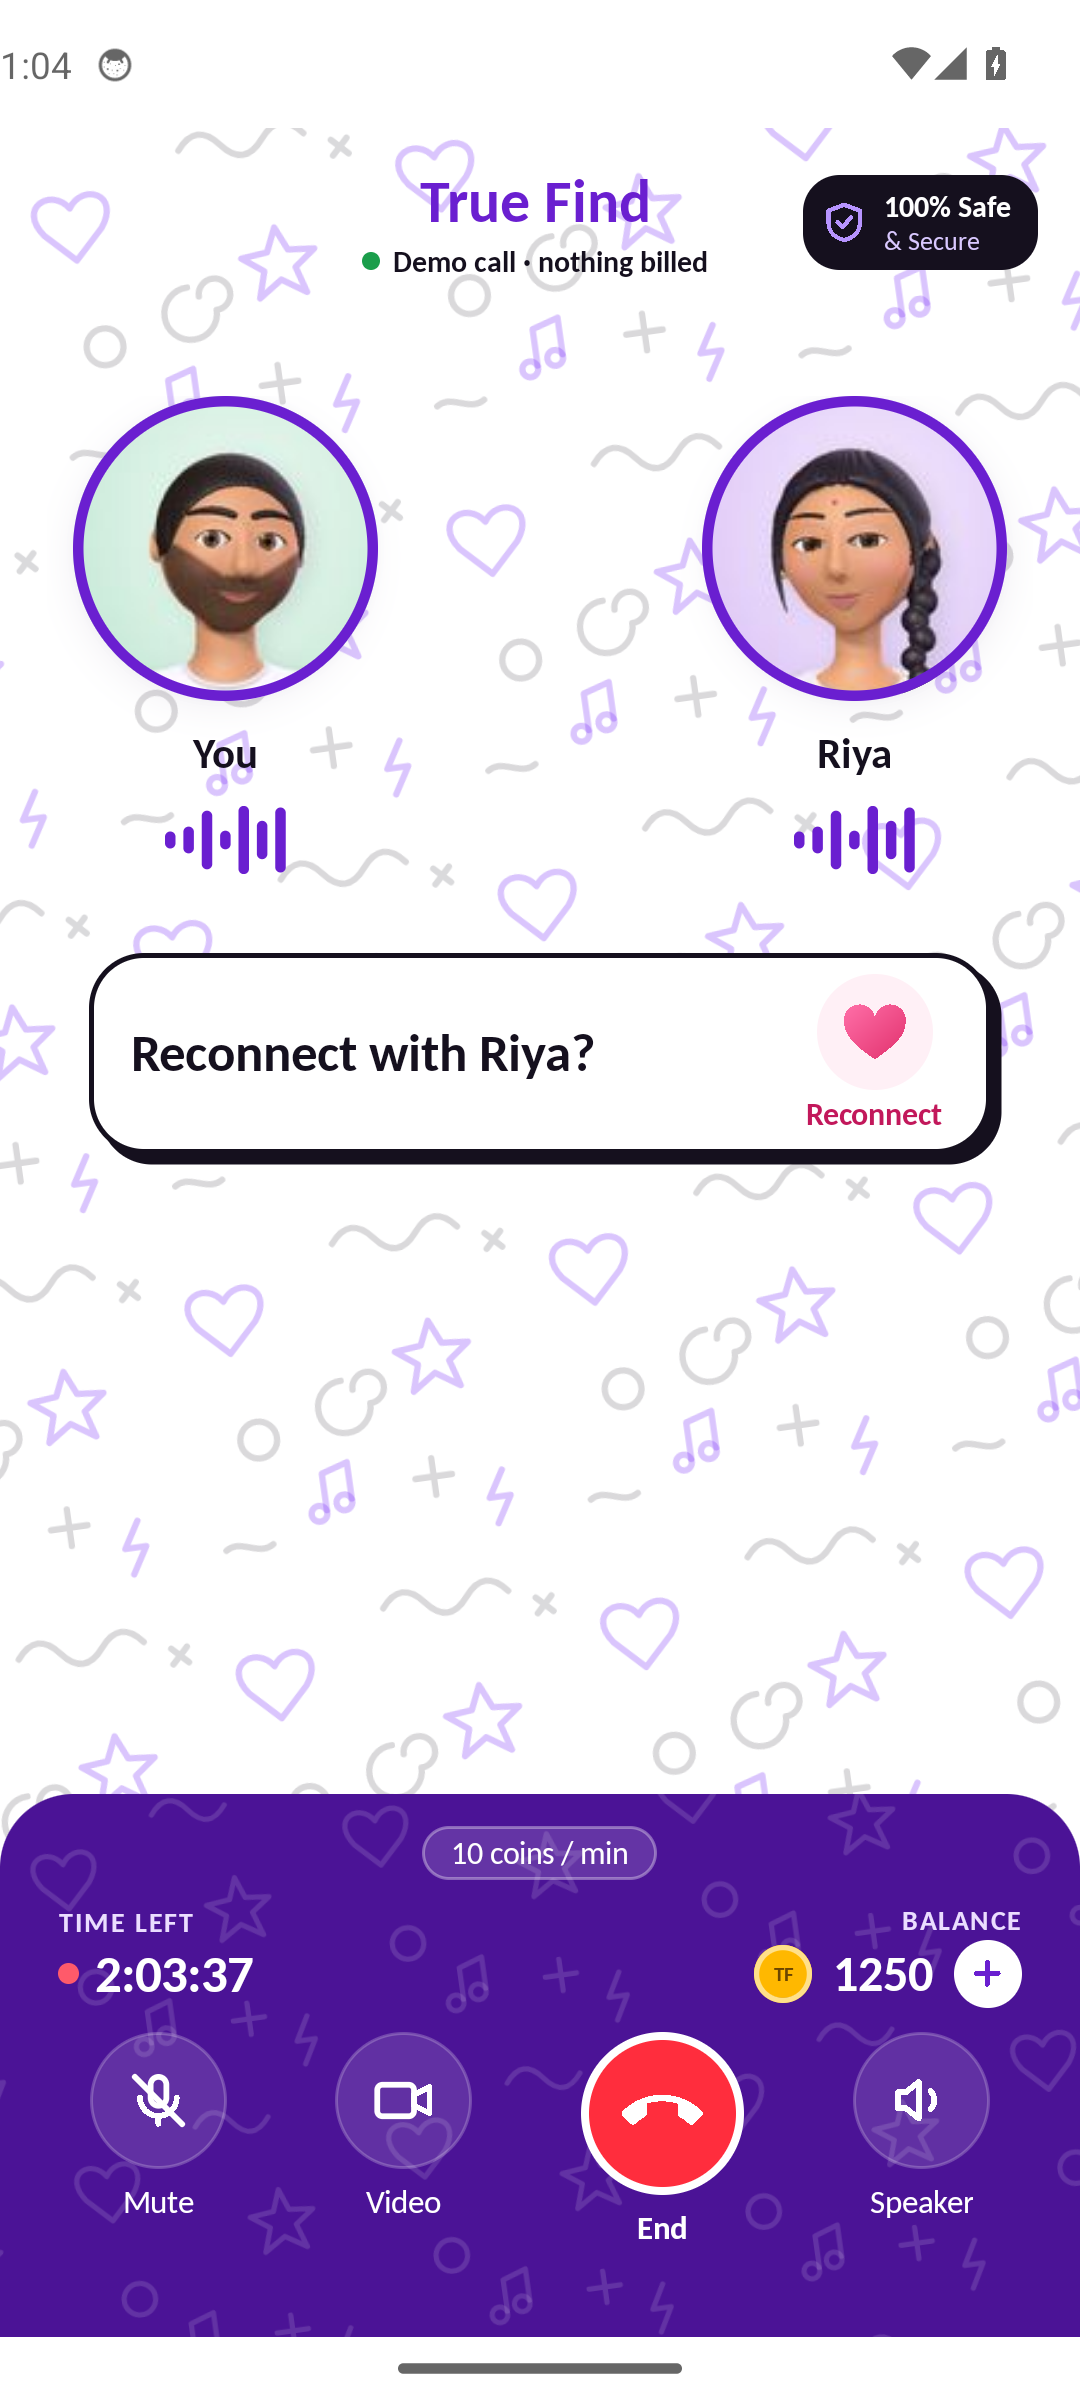 1:04
True Find
Demo call · nothing billed
100% Safe
& Secure
You
Riya
Reconnect with Riya?
Reconnect
10 coins / min
TIME LEFT
BALANCE
2:03:37
TF
1250
Mute
Video
End
Speaker